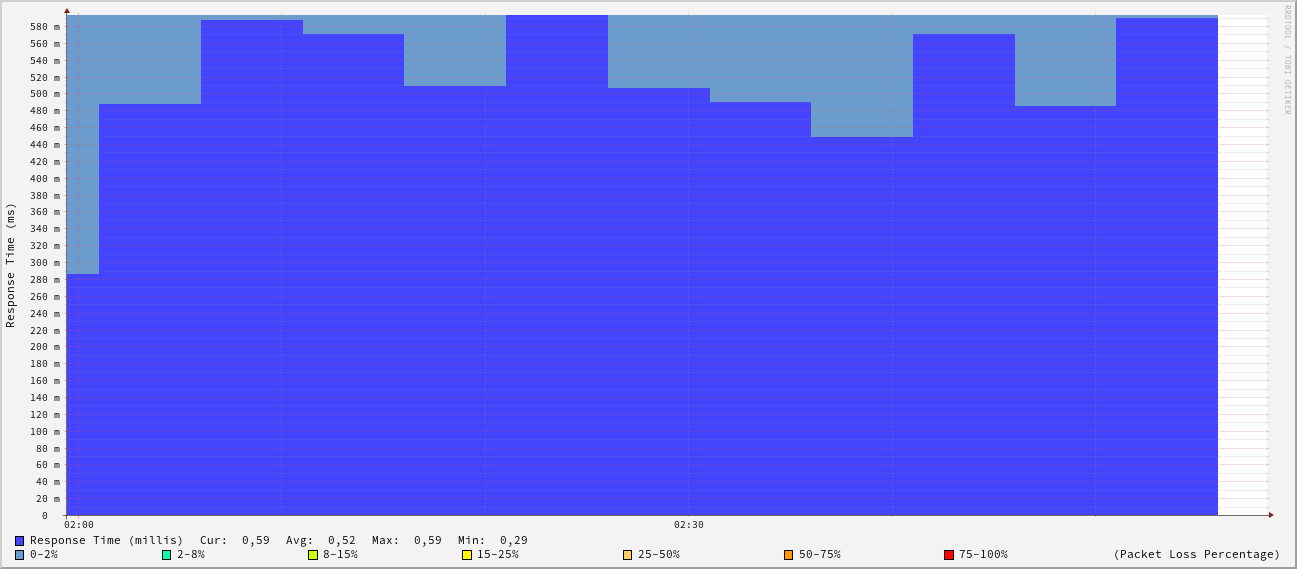 RRDTOOL / TOBI OETIKER
Response Time (ms)
580 m
560 m
540 m
520 m
500 m
480 m
460 m
440 m
420 m
400 m
380 m
360 m
340 m
320 m
300 m
280 m
260 m
240 m
220 m
200 m
180 m
160 m
140 m
120 m
100 m
80 m
60 m
40 m
20 m
0
02:00 02:30
Response Time (millis) Cur: 0,59 Avg: 0,52 Max: 0,59 Min: 0,29
0-2% 2-8% 8-15% 15-25% 25-50% 50-75% 75-100% (Packet Loss Percentage)